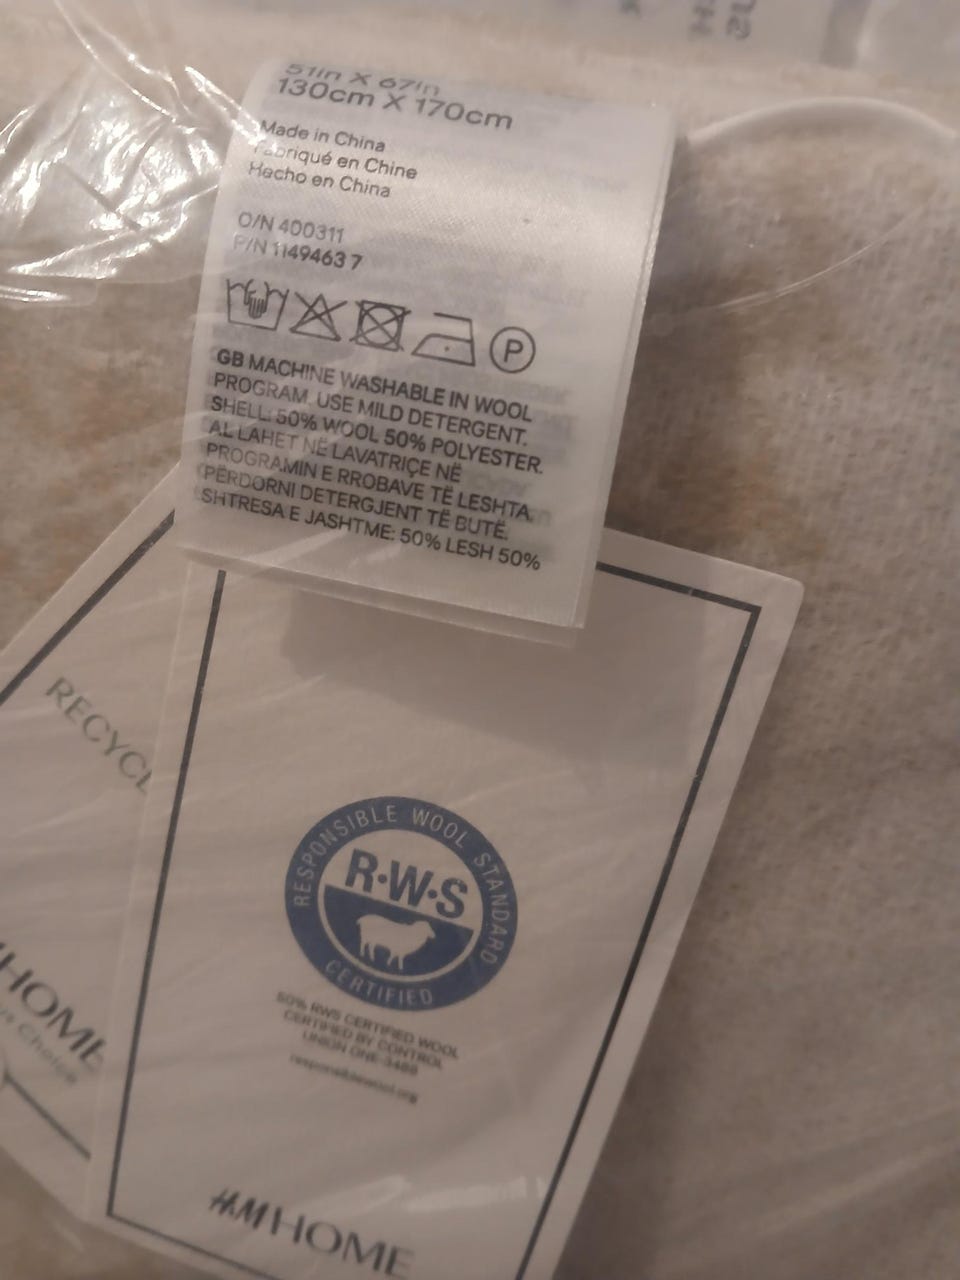 51in X 67in
130cm X 170cm
Made in China
Fabriqué en Chine
Hecho en China
O/N 400311
P/N 1149463 7
P
GB MACHINE WASHABLE IN WOOL
PROGRAM. USE MILD DETERGENT.
SHELL: 50% WOOL 50% POLYESTER.
AL LAHET NË LAVATRIÇE NË
PROGRAMIN E RROBAVE TË LESHTA.
PËRDORNI DETERGJENT TË BUTË.
SHTRESA E JASHTME: 50% LESH 50%
RECYCL
HOME
Choice
RESPONSIBLE WOOL STANDARD
R·W·S
CERTIFIED
50% RWS CERTIFIED WOOL
CERTIFIED BY CONTROL
UNION ONE-3469
responsiblewool.org
H&M HOME